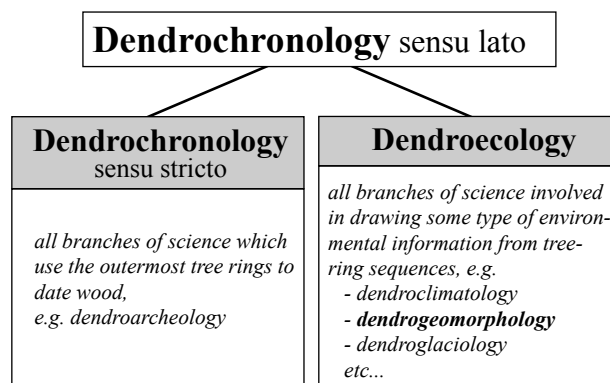 Dendrochronology sensu lato
Dendrochronology
sensu stricto
all branches of science which
use the outermost tree rings to
date wood,
e.g. dendroarcheology
Dendroecology
all branches of science involved
in drawing some type of environ-
mental information from tree-
ring sequences, e.g.
- dendroclimatology
- dendrogeomorphology
- dendroglaciology
etc...